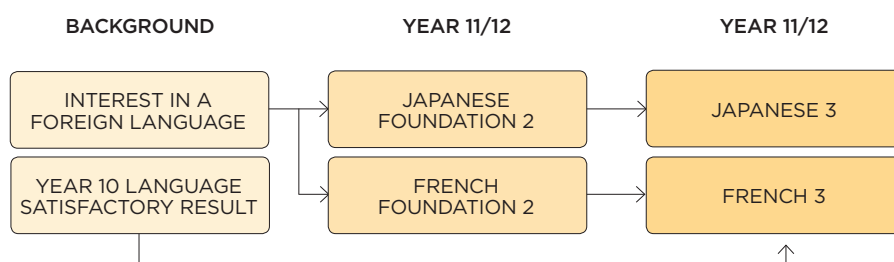 BACKGROUND
YEAR 11/12
YEAR 11/12
INTEREST IN A
FOREIGN LANGUAGE
JAPANESE
FOUNDATION 2
JAPANESE 3
YEAR 10 LANGUAGE
SATISFACTORY RESULT
FRENCH
FOUNDATION 2
FRENCH 3